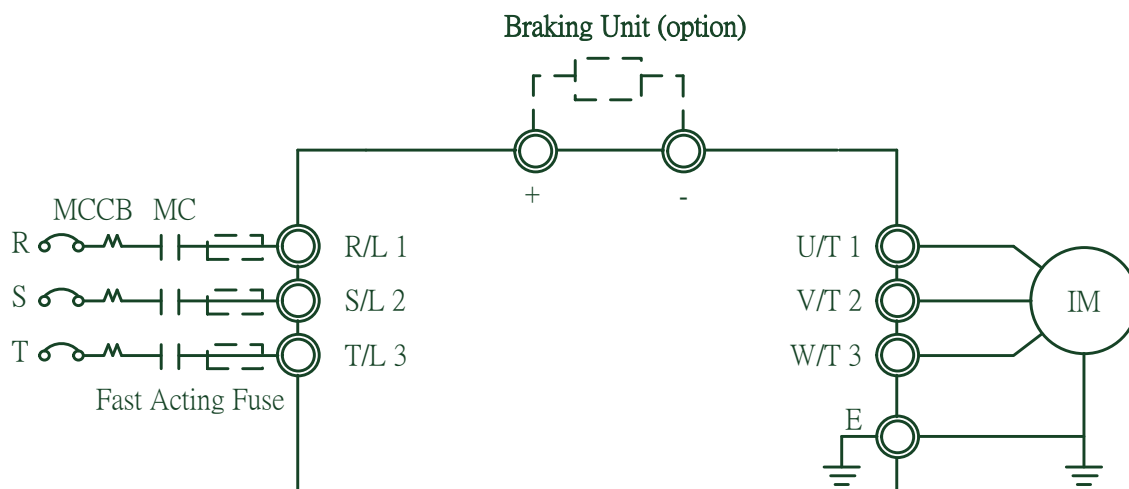 Braking Unit (option)
+ -
MCCB MC
R R/L 1 U/T 1
S S/L 2 V/T 2 IM
T T/L 3 W/T 3
Fast Acting Fuse
E